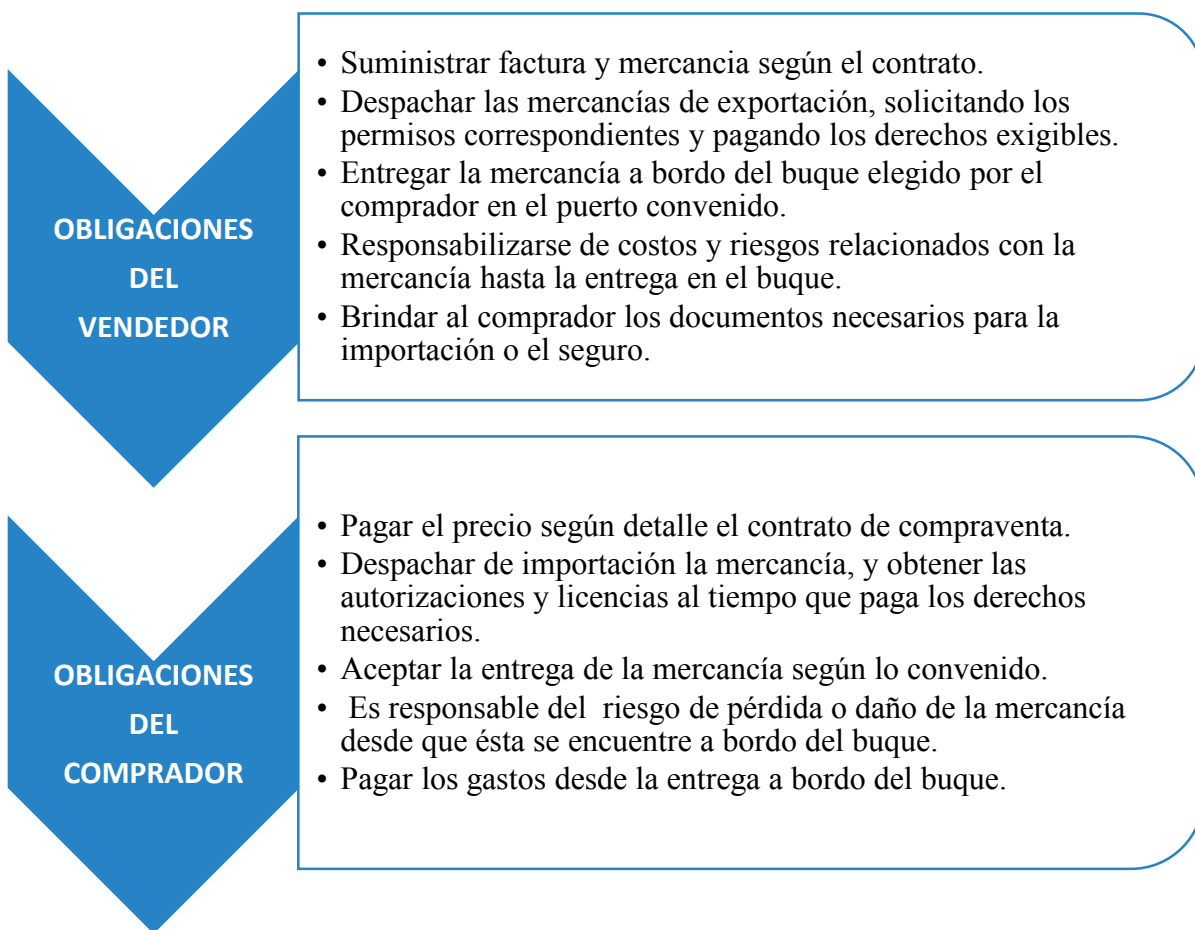 OBLIGACIONES
DEL
VENDEDOR
• Suministrar factura y mercancia según el contrato.
• Despachar las mercancías de exportación, solicitando los
permisos correspondientes y pagando los derechos exigibles.
• Entregar la mercancía a bordo del buque elegido por el
comprador en el puerto convenido.
• Responsabilizarse de costos y riesgos relacionados con la
mercancía hasta la entrega en el buque.
• Brindar al comprador los documentos necesarios para la
importación o el seguro.
OBLIGACIONES
DEL
COMPRADOR
• Pagar el precio según detalle el contrato de compraventa.
• Despachar de importación la mercancía, y obtener las
autorizaciones y licencias al tiempo que paga los derechos
necesarios.
• Aceptar la entrega de la mercancía según lo convenido.
• Es responsable del riesgo de pérdida o daño de la mercancía
desde que ésta se encuentre a bordo del buque.
• Pagar los gastos desde la entrega a bordo del buque.